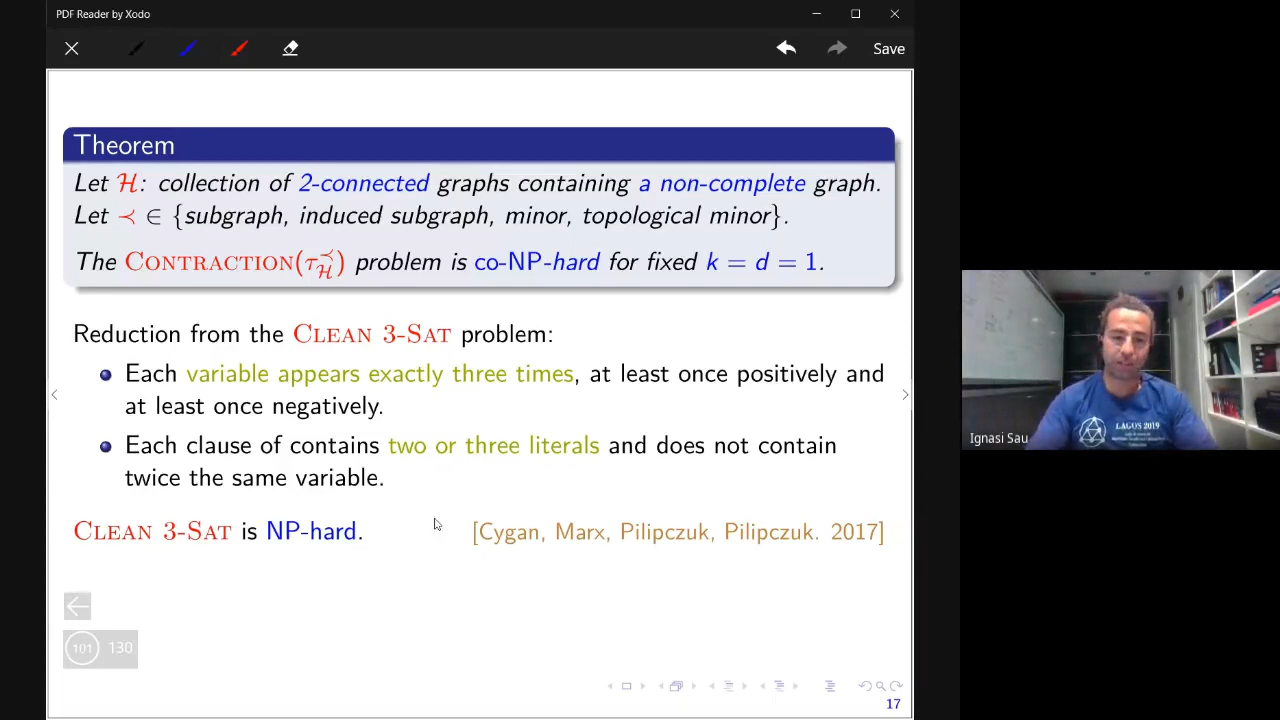 PDF Reader by Xodo
Save
Theorem
Let ℋ: collection of 2-connected graphs containing a non-complete graph.
Let ≺ ∈ {subgraph, induced subgraph, minor, topological minor}.
The CONTRACTION(τ_ℋ^≺) problem is co-NP-hard for fixed k = d = 1.
Reduction from the CLEAN 3-SAT problem:
Each variable appears exactly three times, at least once positively and
at least once negatively.
Each clause of contains two or three literals and does not contain
twice the same variable.
CLEAN 3-SAT is NP-hard. [Cygan, Marx, Pilipczuk, Pilipczuk. 2017]
101 130
17
Ignasi Sau
LAGOS 2019